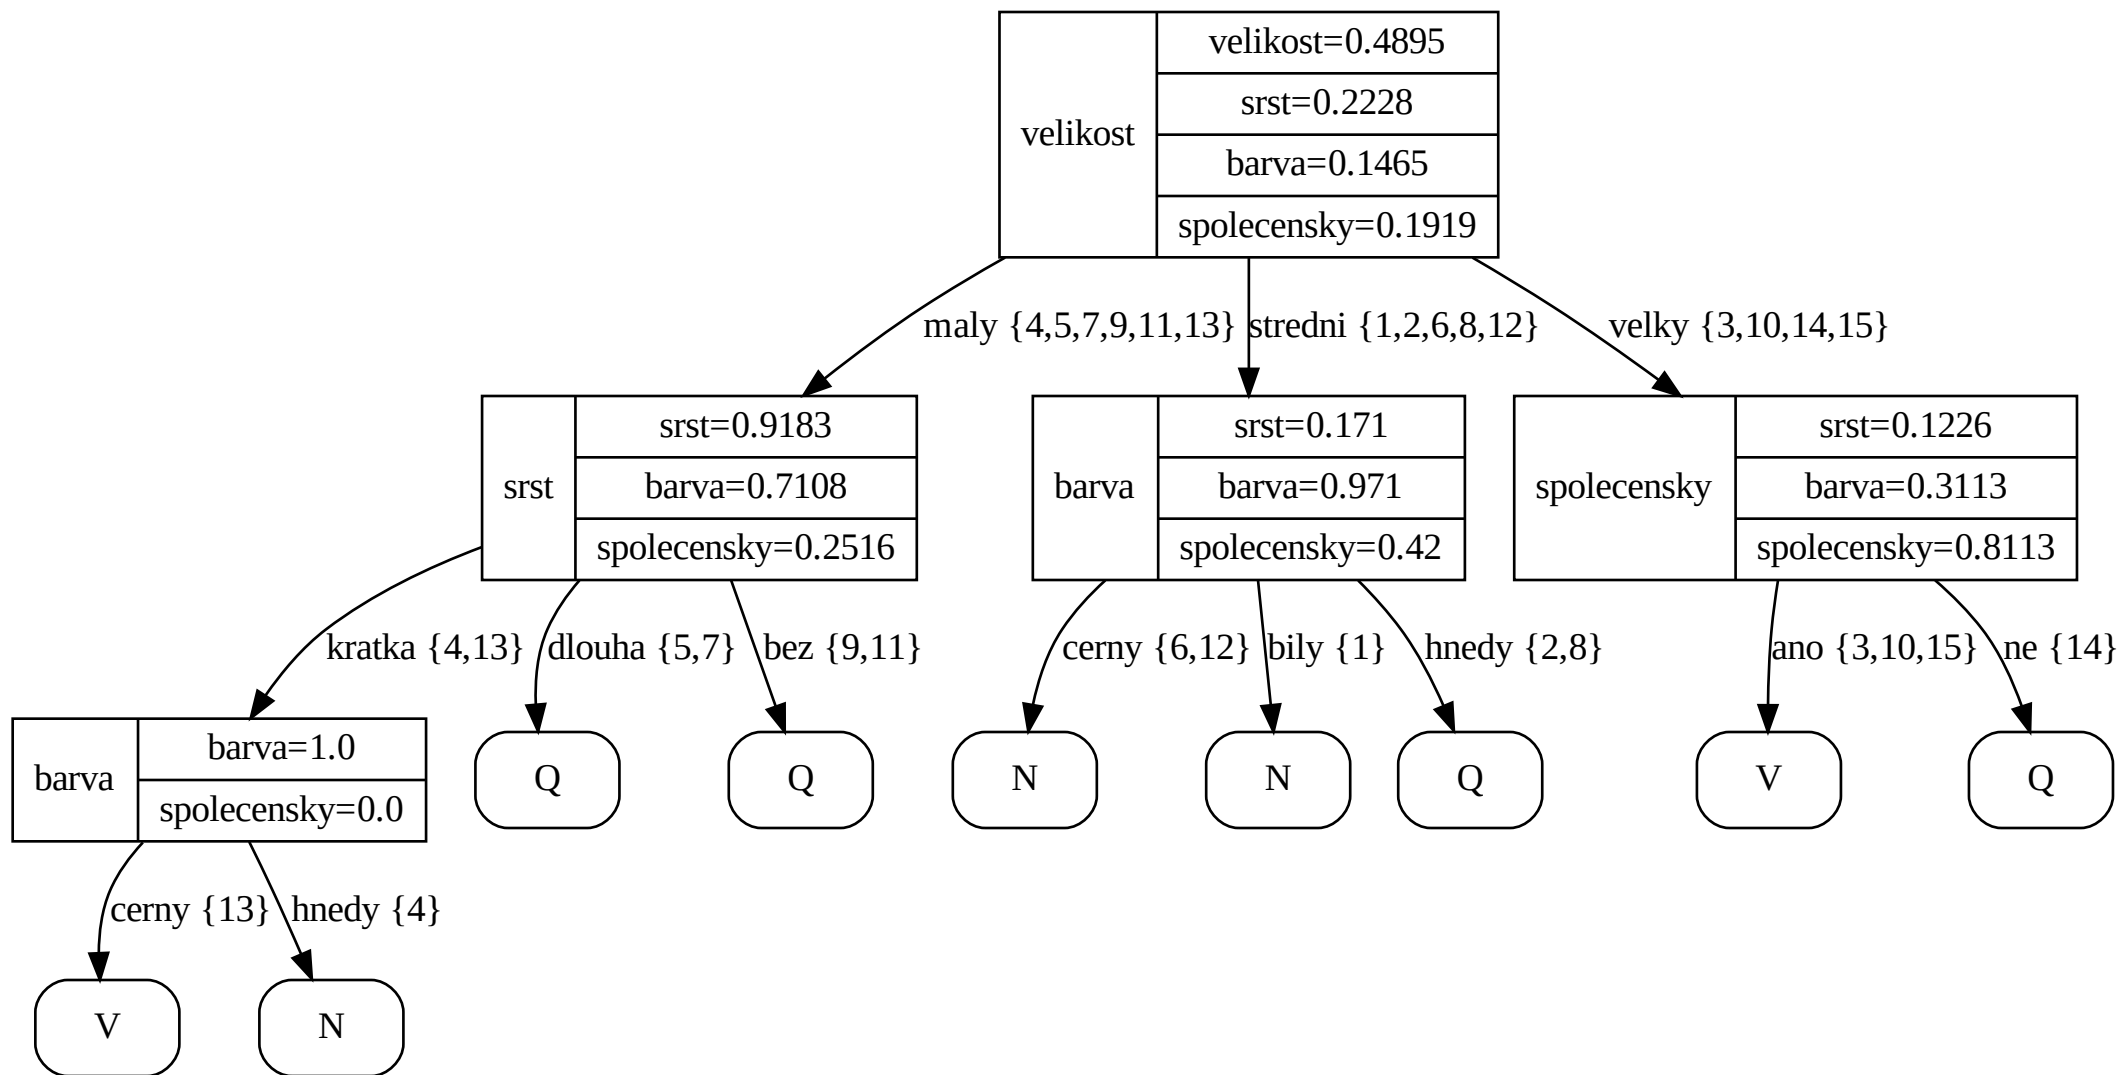 velikost
velikost=0.4895
srst=0.2228
barva=0.1465
spolecensky=0.1919
maly {4,5,7,9,11,13}
stredni {1,2,6,8,12}
velky {3,10,14,15}
srst
srst=0.9183
barva=0.7108
spolecensky=0.2516
barva
srst=0.171
barva=0.971
spolecensky=0.42
spolecensky
srst=0.1226
barva=0.3113
spolecensky=0.8113
kratka {4,13}
dlouha {5,7}
bez {9,11}
cerny {6,12}
bily {1}
hnedy {2,8}
ano {3,10,15}
ne {14}
barva
barva=1.0
spolecensky=0.0
Q
Q
N
N
Q
V
Q
cerny {13}
hnedy {4}
V
N